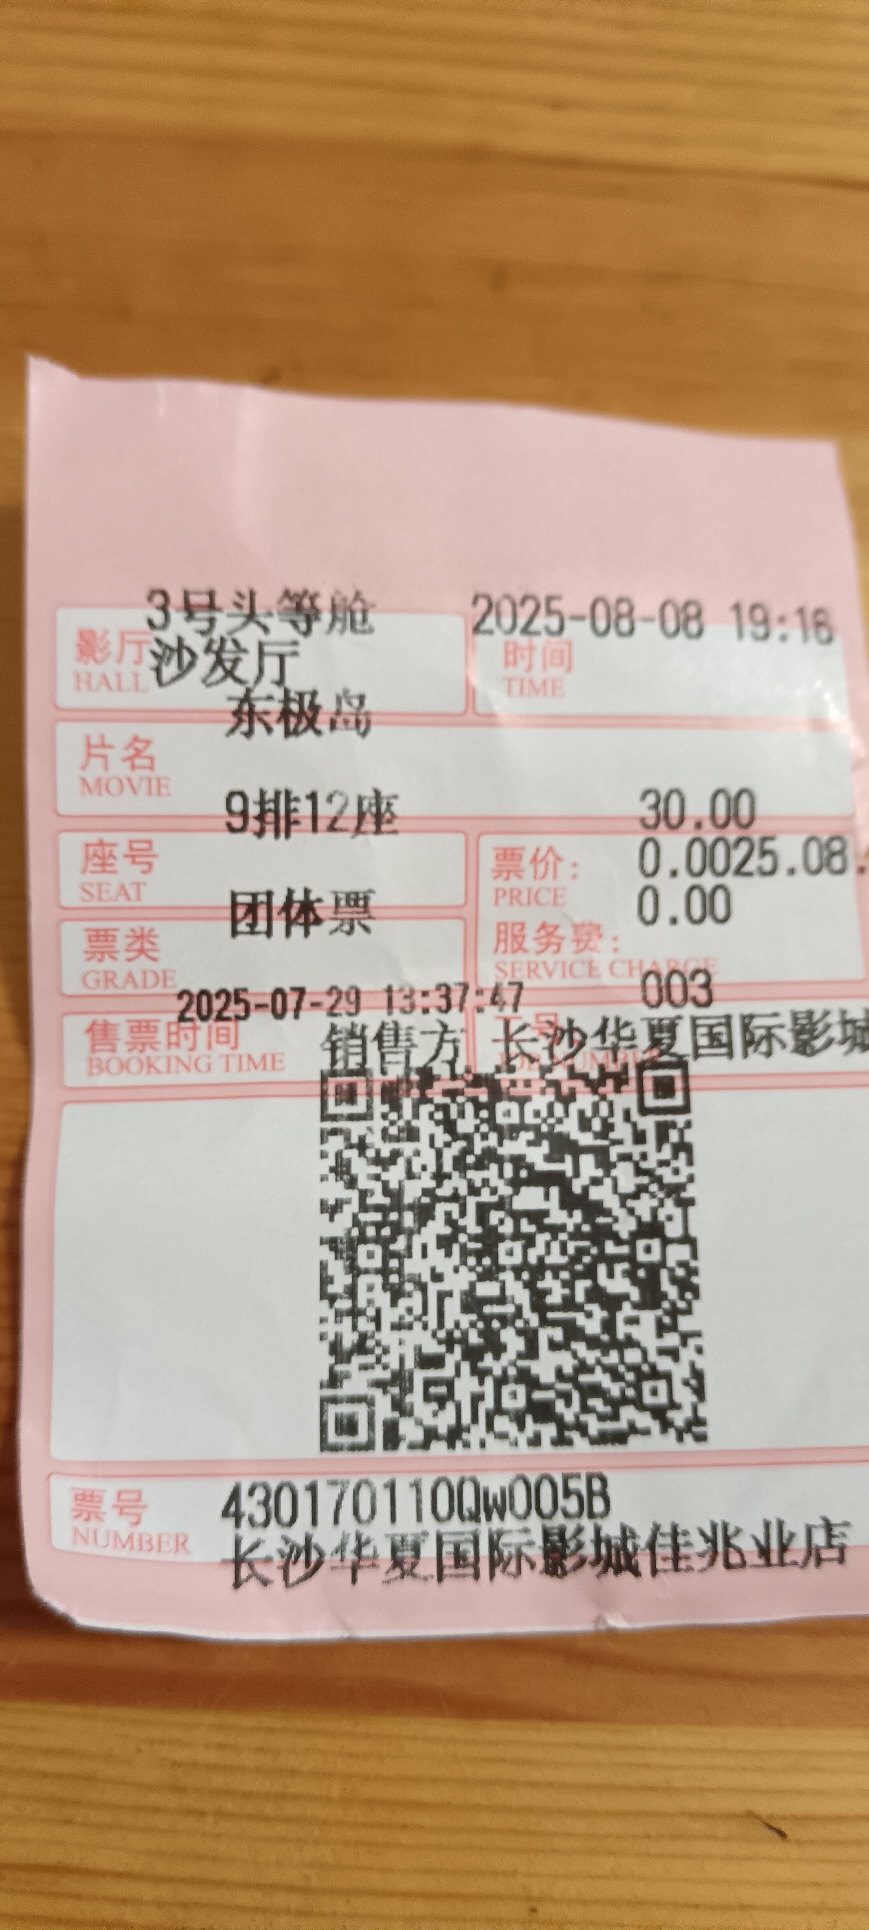 3号头等舱 2025-08-08 19:16
影厅 沙发厅 时间
HALL TIME
东极岛
片名
MOVIE
9排12座 30.00
座号 票价: 0.0025.08.
SEAT PRICE
团体票 0.00
票类 服务费:
GRADE SERVICE CHARGE
2025-07-29 13:37:47 003
售票时间 销售方 工号 长沙华夏国际影城
BOOKING TIME
票号 430170110Qw005B
NUMBER
长沙华夏国际影城佳兆业店